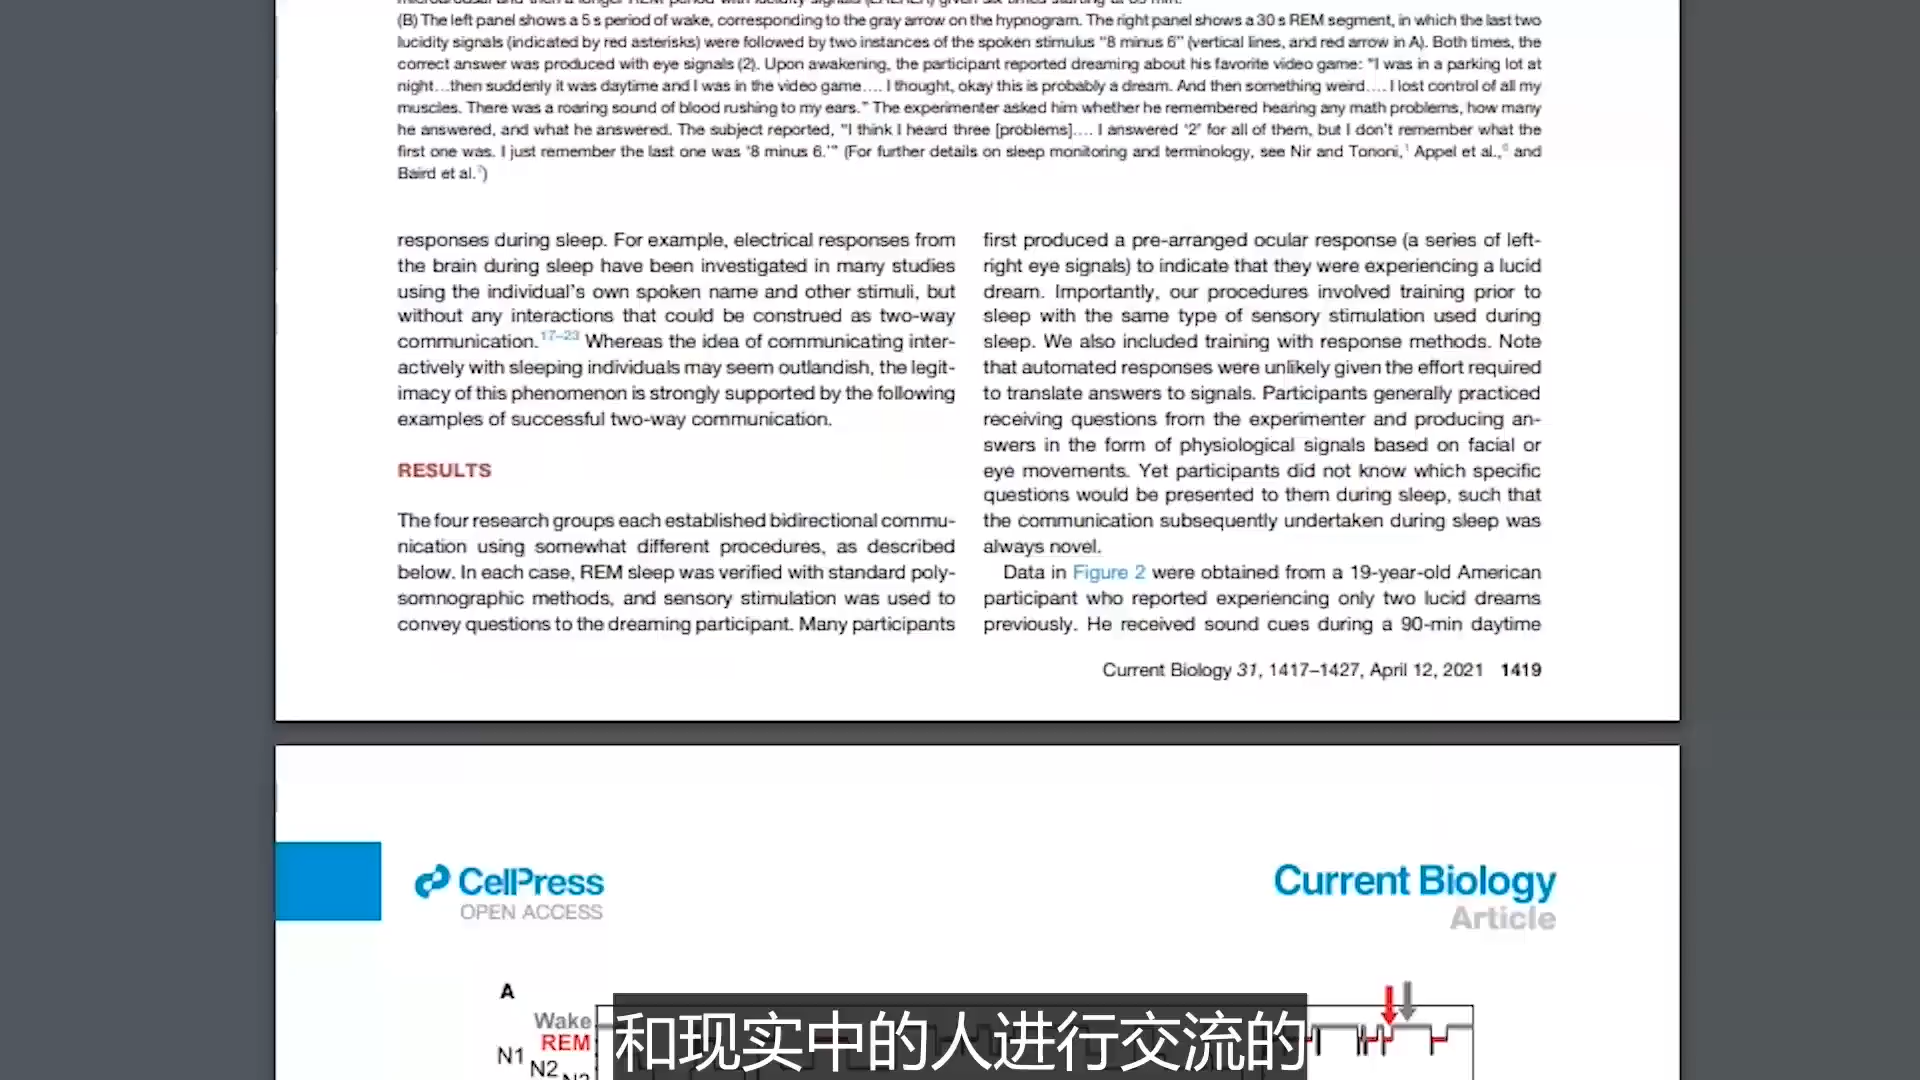 (B) The left panel shows a 5 s period of wake, corresponding to the gray arrow on the hypnogram. The right panel shows a 30 s REM segment, in which the last two
lucidity signals (indicated by red asterisks) were followed by two instances of the spoken stimulus “8 minus 6” (vertical lines, and red arrow in A). Both times, the
correct answer was produced with eye signals (2). Upon awakening, the participant reported dreaming about his favorite video game: “I was in a parking lot at
night…then suddenly it was daytime and I was in the video game…. I thought, okay this is probably a dream. And then something weird…. I lost control of all my
muscles. There was a roaring sound of blood rushing to my ears.” The experimenter asked him whether he remembered hearing any math problems, how many
he answered, and what he answered. The subject reported, “I think I heard three [problems]…. I answered ‘2’ for all of them, but I don’t remember what the
first one was. I just remember the last one was ‘8 minus 6.’” (For further details on sleep monitoring and terminology, see Nir and Tononi,¹ Appel et al.,⁶ and
Baird et al.⁷)
responses during sleep. For example, electrical responses from
the brain during sleep have been investigated in many studies
using the individual’s own spoken name and other stimuli, but
without any interactions that could be construed as two-way
communication.¹⁷⁻²³ Whereas the idea of communicating inter-
actively with sleeping individuals may seem outlandish, the legit-
imacy of this phenomenon is strongly supported by the following
examples of successful two-way communication.
RESULTS
The four research groups each established bidirectional commu-
nication using somewhat different procedures, as described
below. In each case, REM sleep was verified with standard poly-
somnographic methods, and sensory stimulation was used to
convey questions to the dreaming participant. Many participants
first produced a pre-arranged ocular response (a series of left-
right eye signals) to indicate that they were experiencing a lucid
dream. Importantly, our procedures involved training prior to
sleep with the same type of sensory stimulation used during
sleep. We also included training with response methods. Note
that automated responses were unlikely given the effort required
to translate answers to signals. Participants generally practiced
receiving questions from the experimenter and producing an-
swers in the form of physiological signals based on facial or
eye movements. Yet participants did not know which specific
questions would be presented to them during sleep, such that
the communication subsequently undertaken during sleep was
always novel.
Data in Figure 2 were obtained from a 19-year-old American
participant who reported experiencing only two lucid dreams
previously. He received sound cues during a 90-min daytime
Current Biology 31, 1417–1427, April 12, 2021 1419
CellPress
OPEN ACCESS
Current Biology
Article
A
Wake
REM
N1
N2
和现实中的人进行交流的